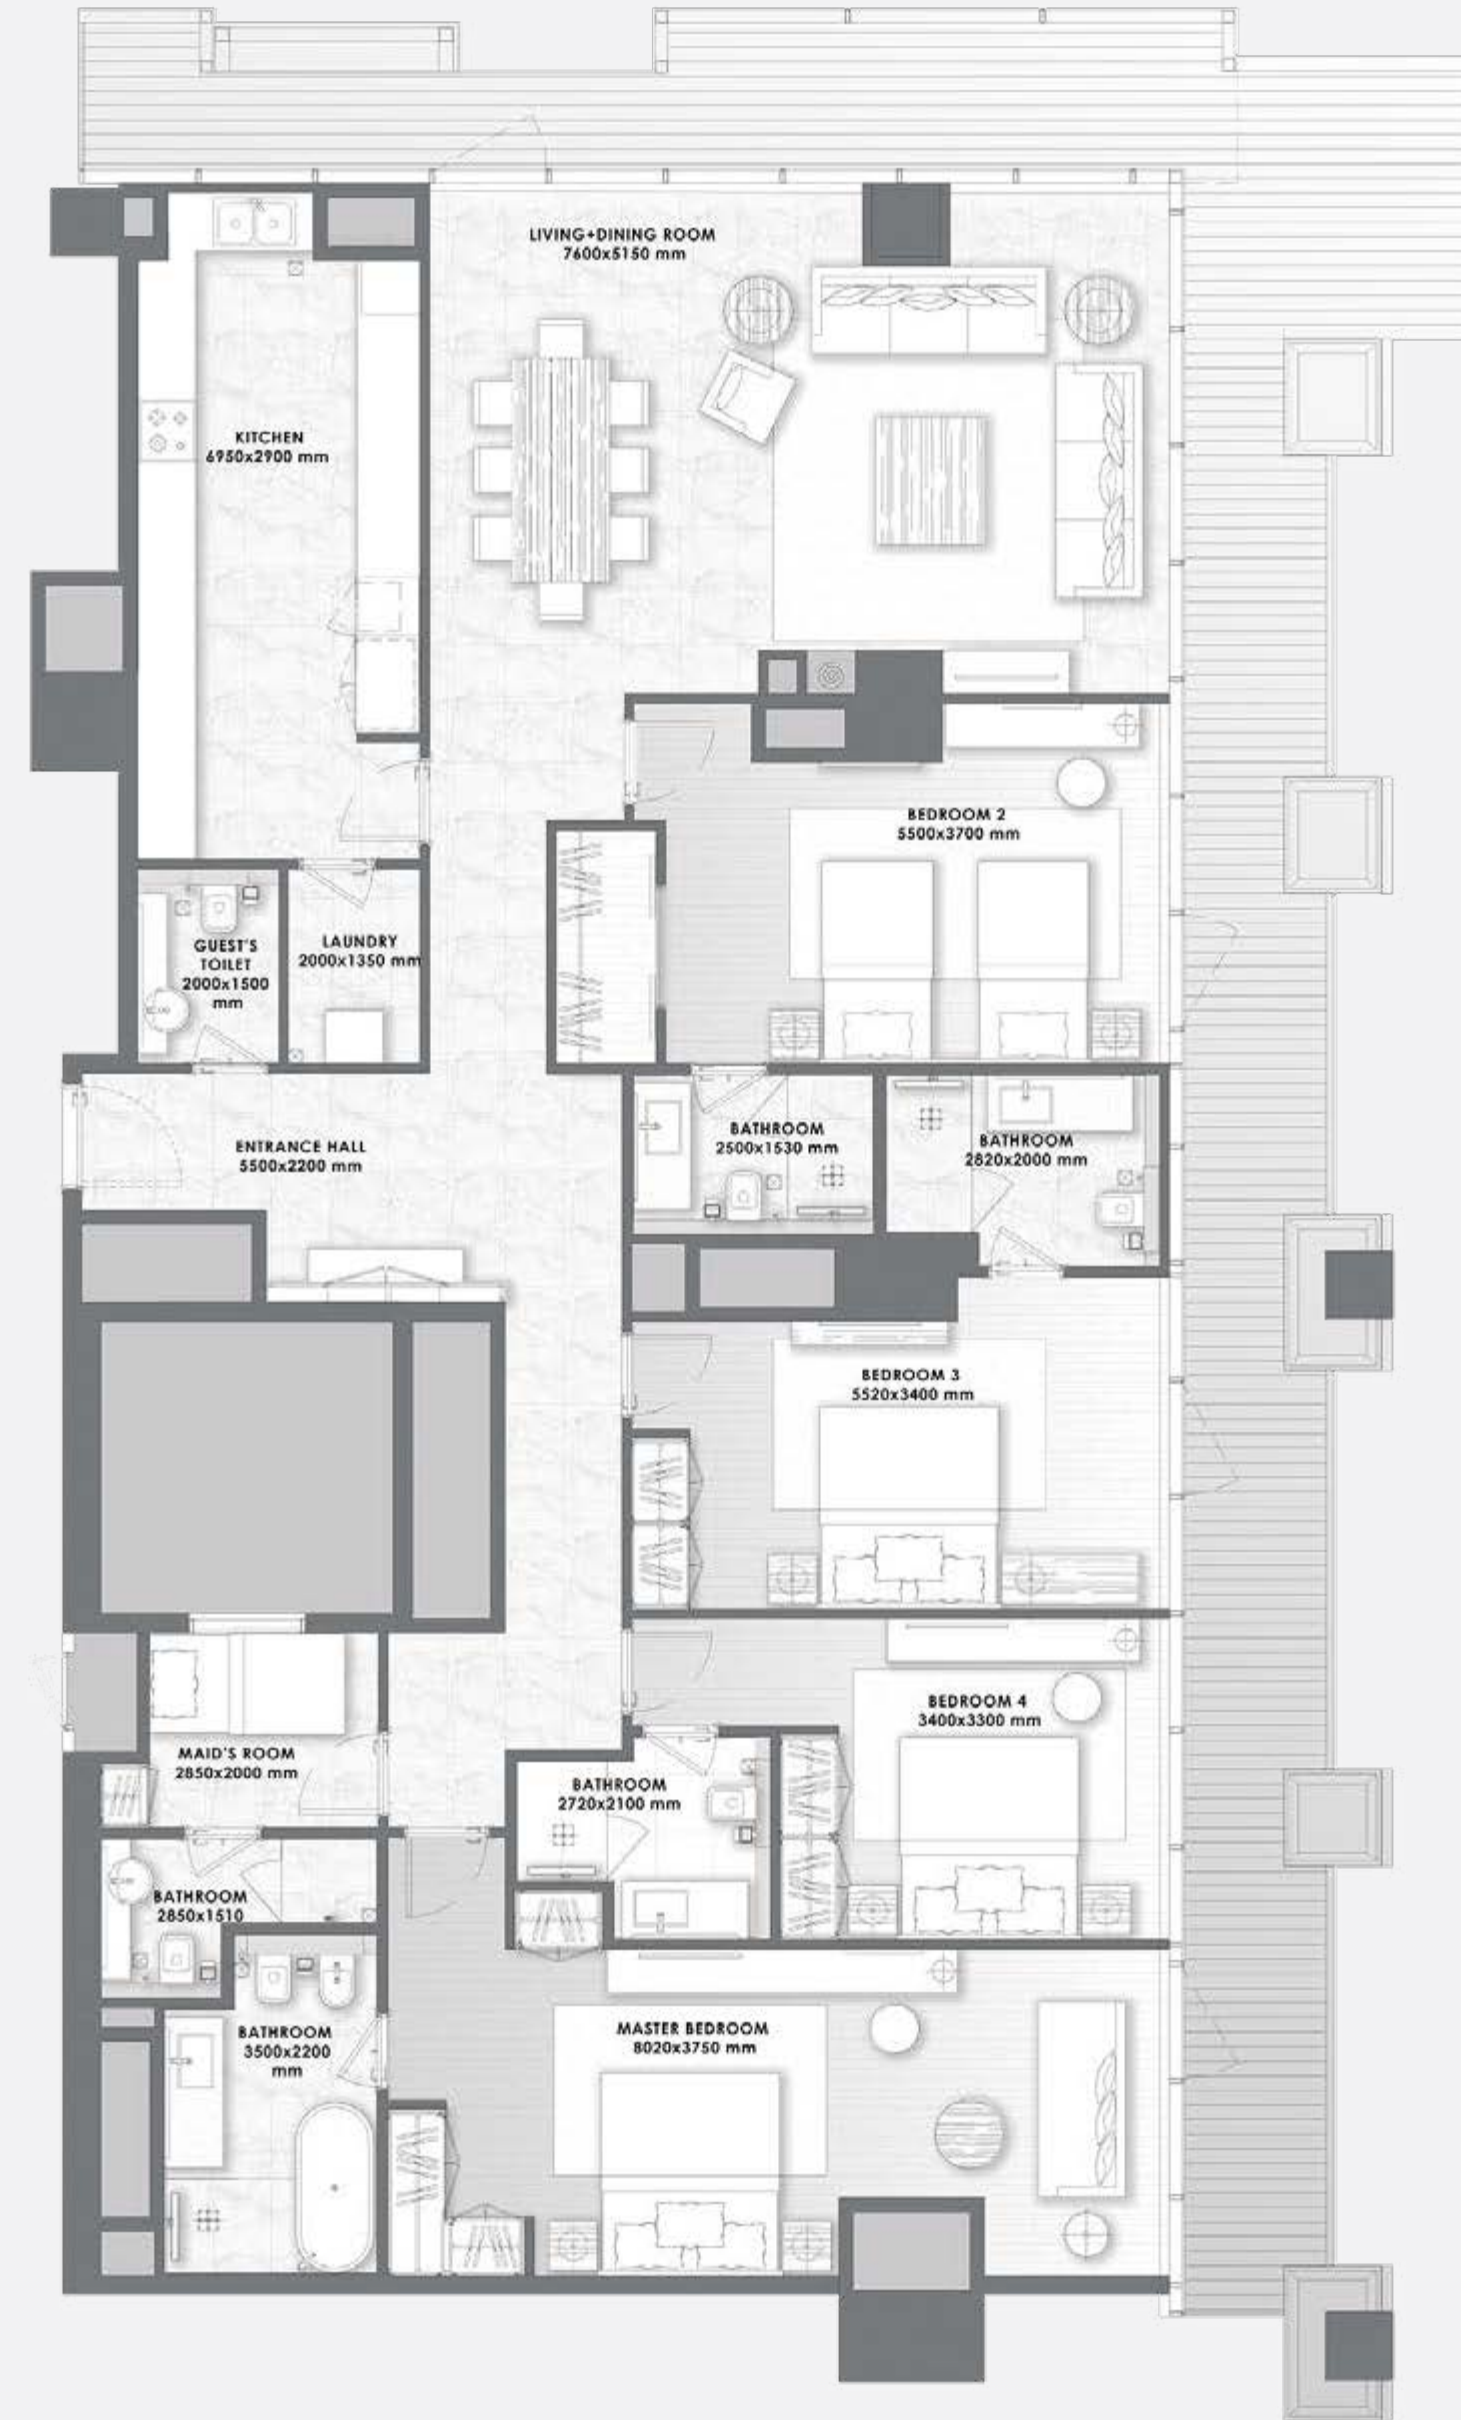 LIVING+DINING ROOM
7600x5150 mm
KITCHEN
6950x2900 mm
BEDROOM 2
5500x3700 mm
GUEST'S
TOILET
2000x1500
mm
LAUNDRY
2000x1350 mm
ENTRANCE HALL
5500x2200 mm
BATHROOM
2500x1530 mm
BATHROOM
2820x2000 mm
BEDROOM 3
5520x3400 mm
BEDROOM 4
3400x3300 mm
MAID'S ROOM
2850x2000 mm
BATHROOM
2720x2100 mm
BATHROOM
2850x1510
BATHROOM
3500x2200
mm
MASTER BEDROOM
8020x3750 mm